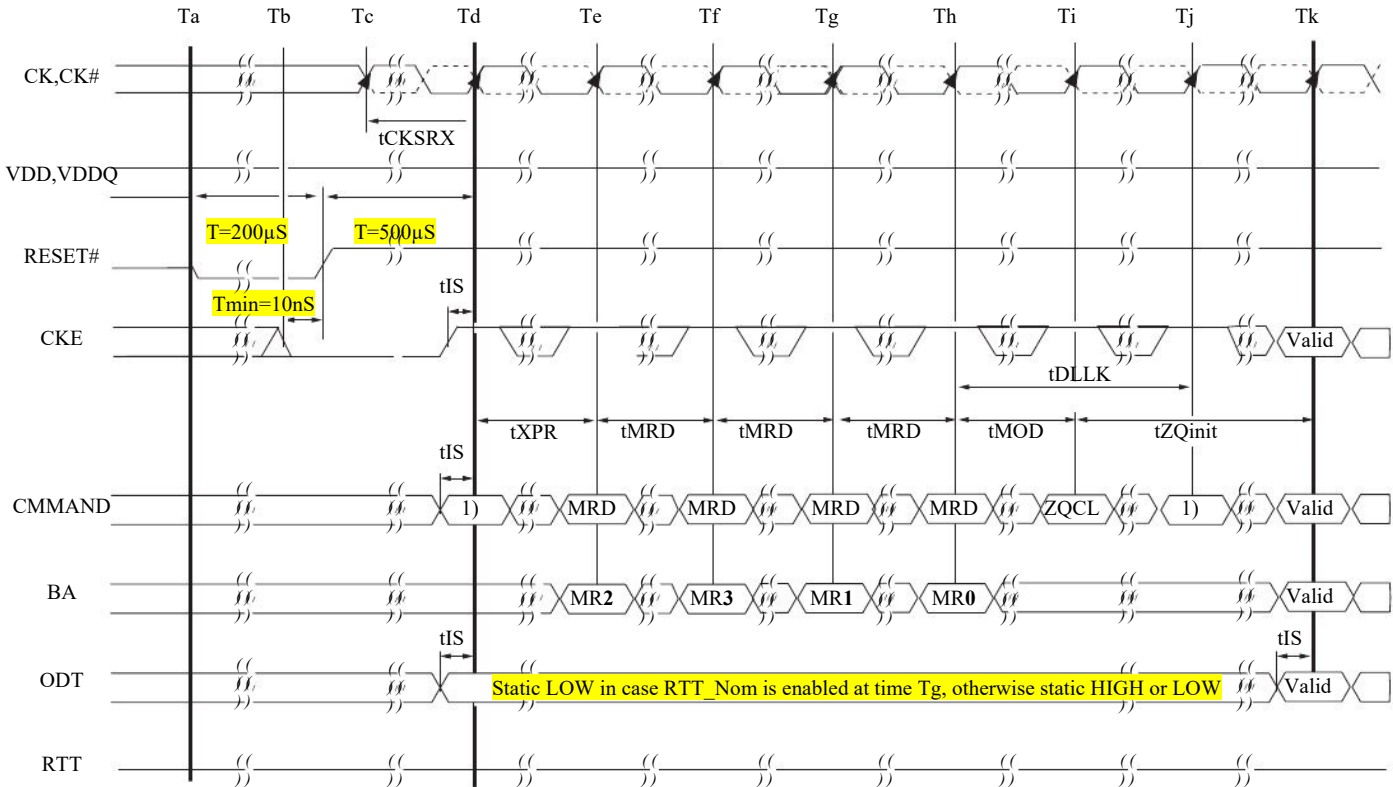 Ta Tb Tc Td Te Tf Tg Th Ti Tj Tk
CK,CK#
tCKSRX
VDD,VDDQ
T=200µS T=500µS
RESET#
Tmin=10nS tIS
CKE Valid
tDLLK
tXPR tMRD tMRD tMRD tMOD tZQinit
tIS
CMMAND 1) MRD MRD MRD MRD ZQCL 1) Valid
BA MR2 MR3 MR1 MR0 Valid
tIS tIS
ODT Static LOW in case RTT_Nom is enabled at time Tg, otherwise static HIGH or LOW Valid
RTT